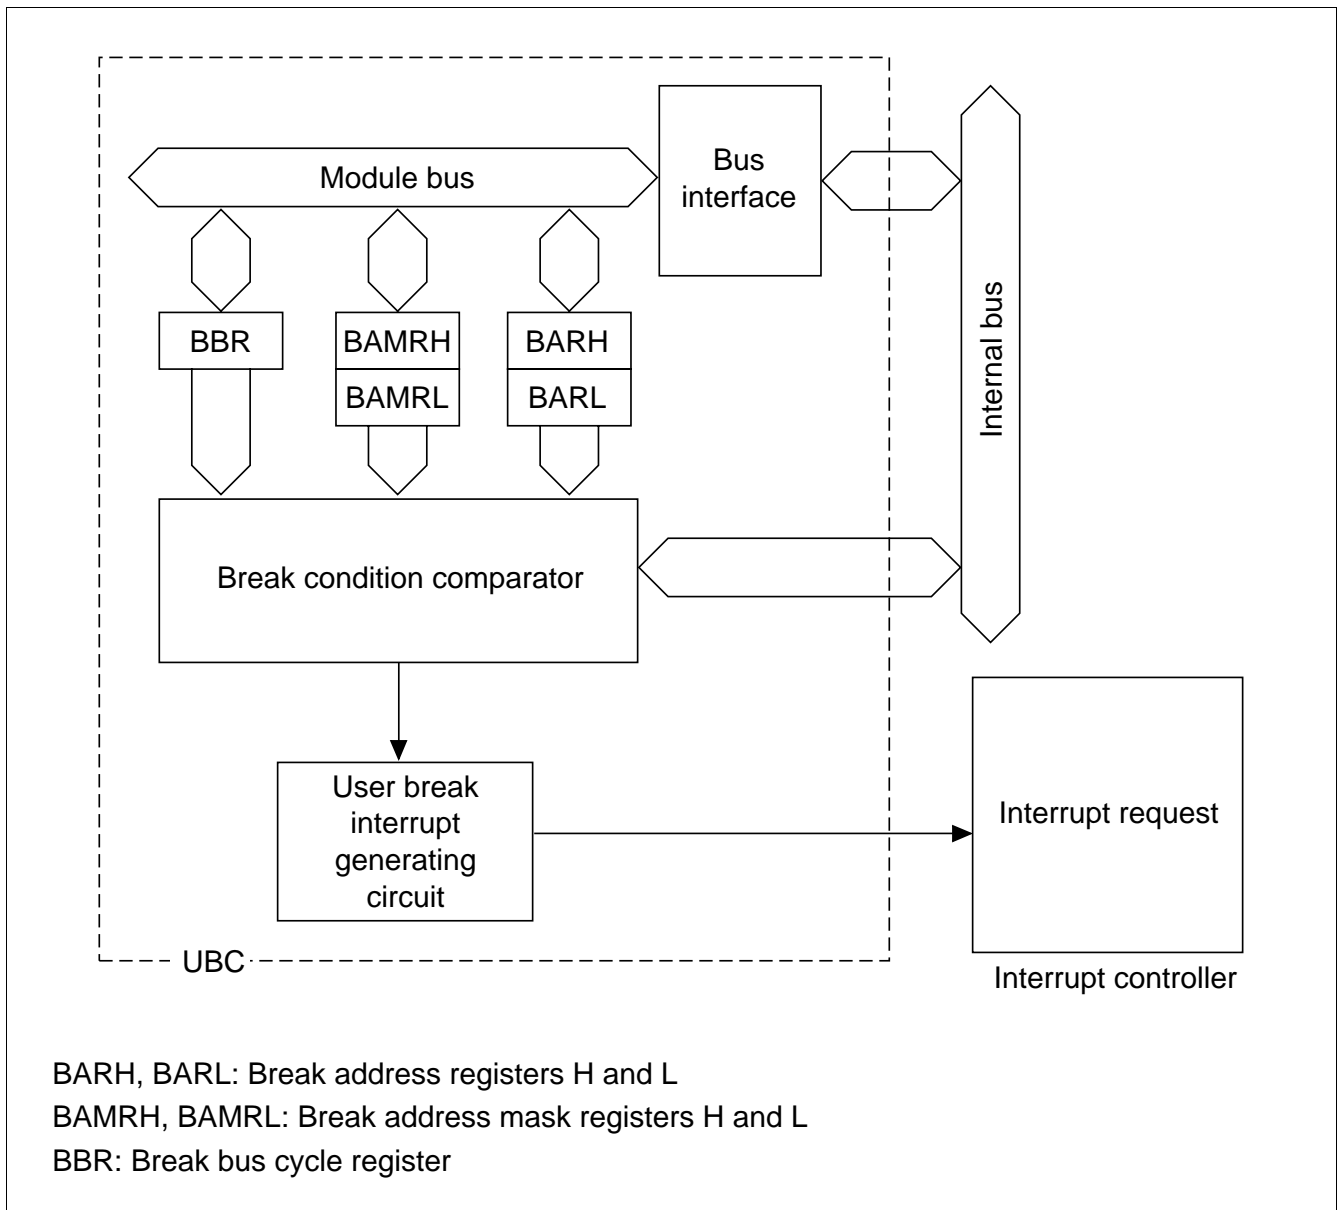 Bus
interface
Module bus
Internal bus
BBR
BAMRH
BARH
BAMRL
BARL
Break condition comparator
User break
interrupt
generating
circuit
Interrupt request
UBC
Interrupt controller
BARH, BARL: Break address registers H and L
BAMRH, BAMRL: Break address mask registers H and L
BBR: Break bus cycle register